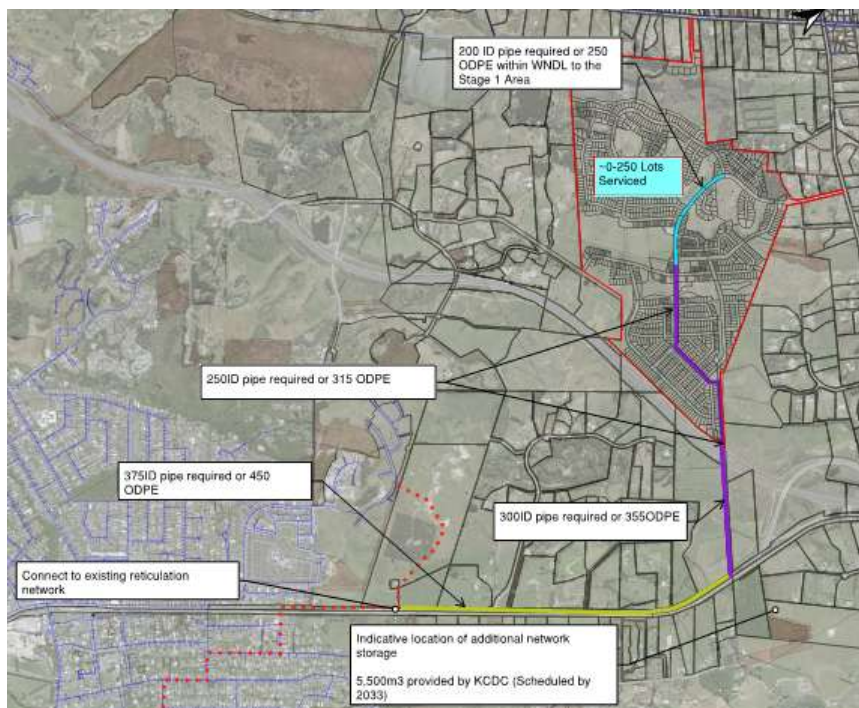 200 ID pipe required or 250
ODPE within WNDL to the
Stage 1 Area
~0-250 Lots
Serviced
250ID pipe required or 315 ODPE
375ID pipe required or 450
ODPE
300ID pipe required or 355ODPE
Connect to existing reticulation
network
Indicative location of additional network
storage
5,500m3 provided by KCDC (Scheduled by
2033)